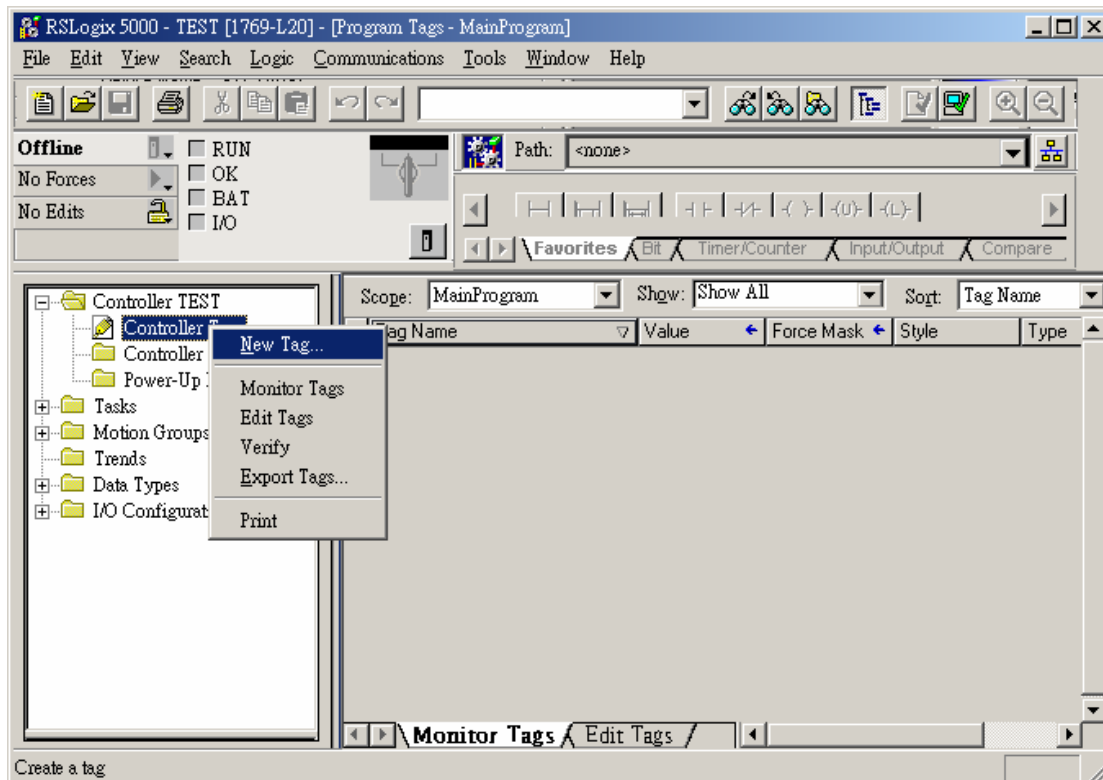 RSLogix 5000 - TEST [1769-L20] - [Program Tags - MainProgram]
File Edit View Search Logic Communications Tools Window Help
Offline RUN Path: <none>
No Forces OK
No Edits BAT
I/O
Favorites Bit Timer/Counter Input/Output Compare
Controller TEST Scope: MainProgram Show: Show All Sort: Tag Name
Controller Tag Name Value Force Mask Style Type
New Tag...
Controller
Power-Up Monitor Tags
Tasks Edit Tags
Motion Groups Verify
Trends Export Tags...
Data Types
I/O Configurat Print
Monitor Tags Edit Tags
Create a tag